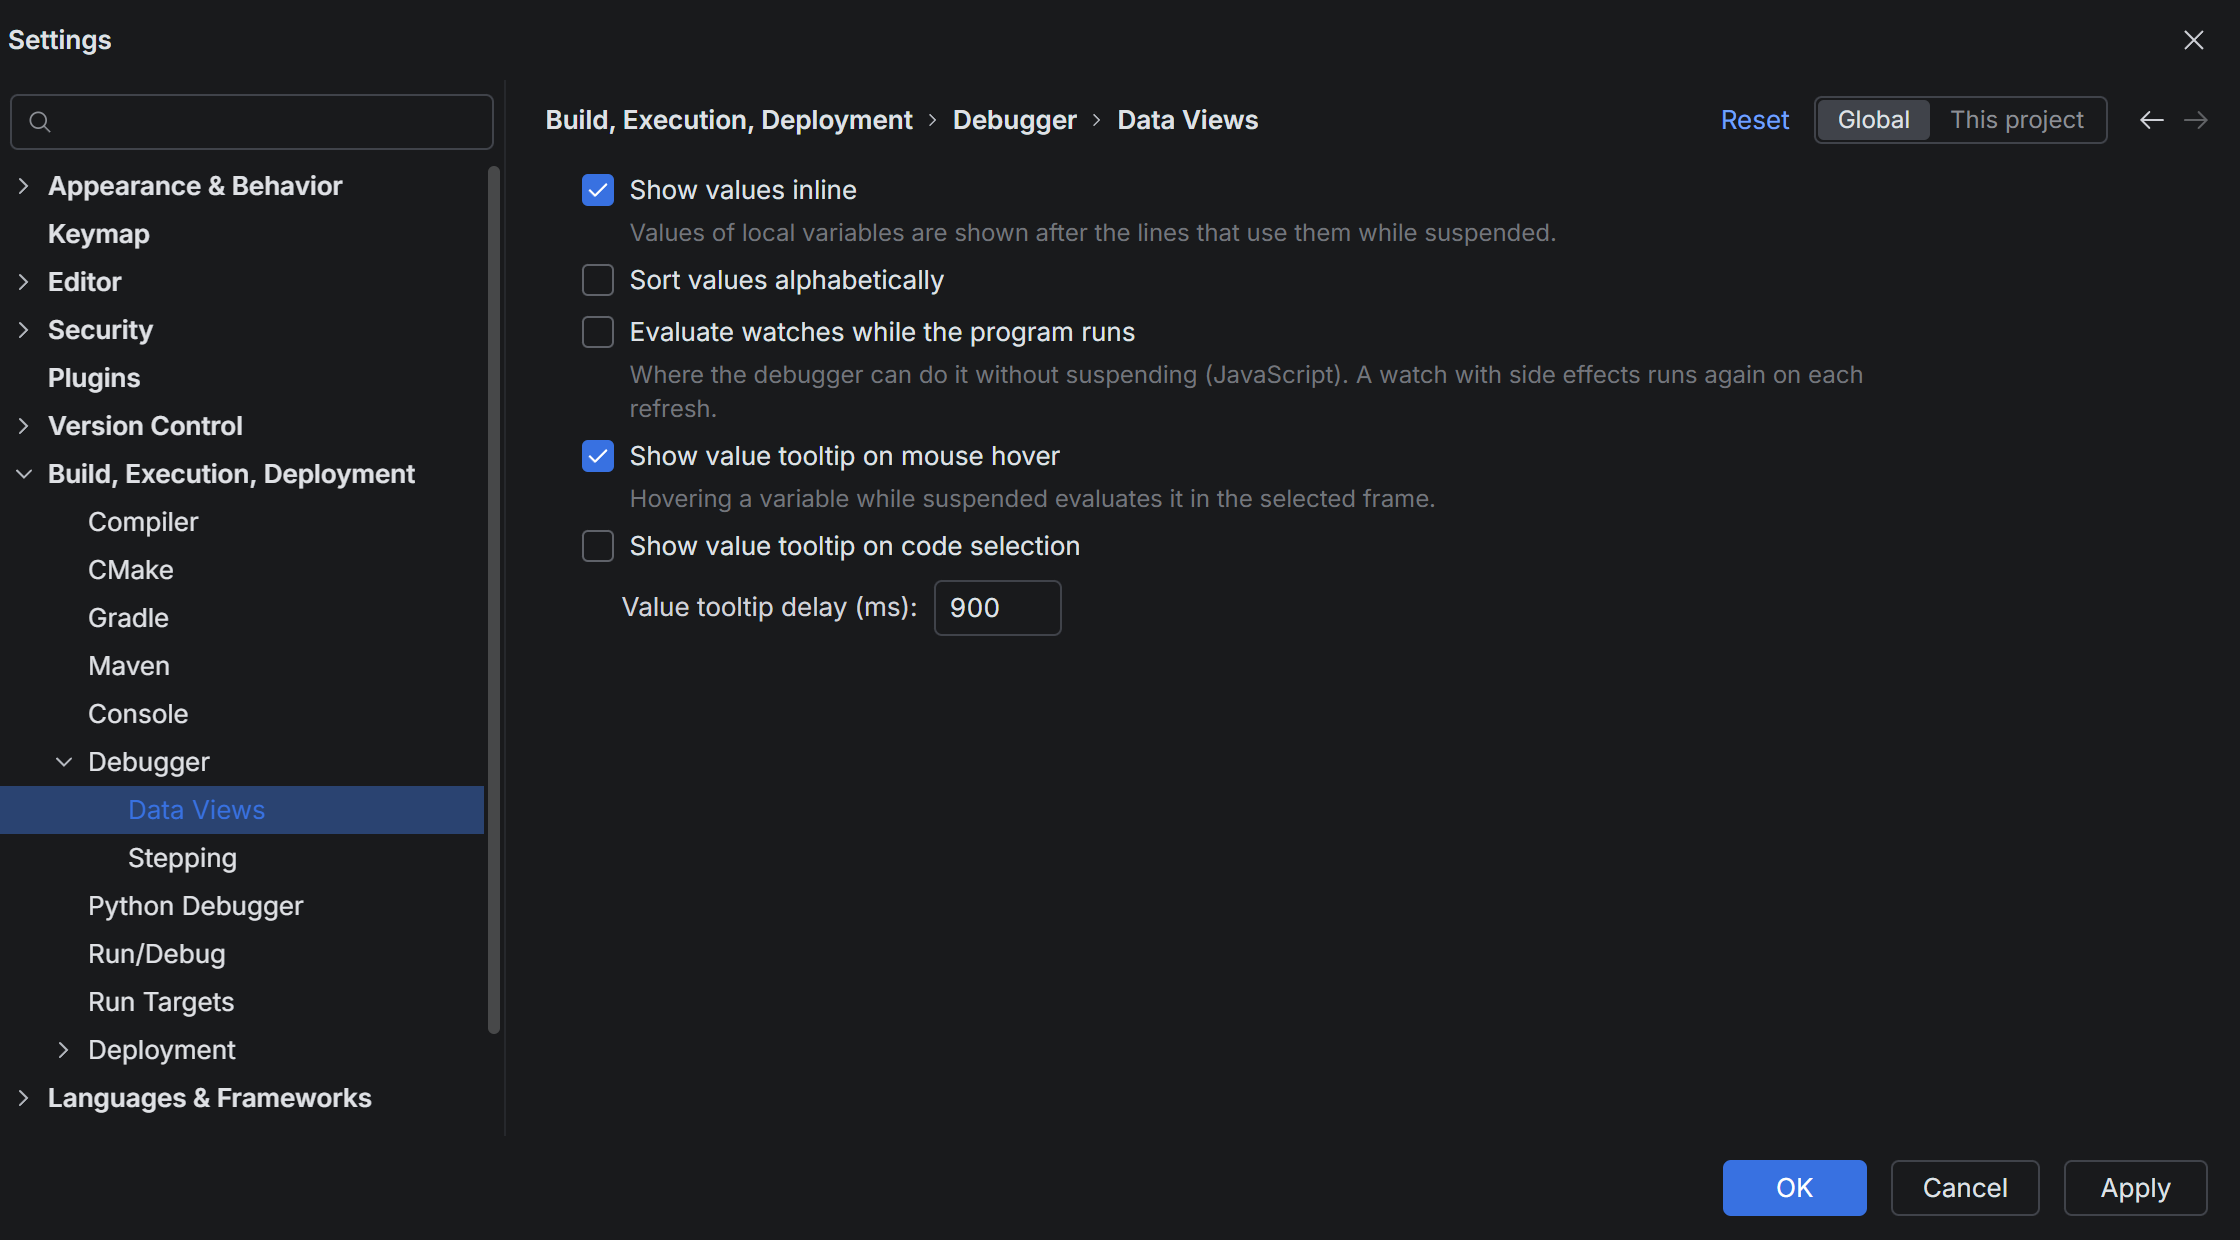 Settings
Appearance & Behavior
Keymap
Editor
Security
Plugins
Version Control
Build, Execution, Deployment
Compiler
CMake
Gradle
Maven
Console
Debugger
Data Views
Stepping
Python Debugger
Run/Debug
Run Targets
Deployment
Languages & Frameworks
Build, Execution, Deployment › Debugger › Data Views
Reset
Global
This project
Show values inline
Values of local variables are shown after the lines that use them while suspended.
Sort values alphabetically
Evaluate watches while the program runs
Where the debugger can do it without suspending (JavaScript). A watch with side effects runs again on each
refresh.
Show value tooltip on mouse hover
Hovering a variable while suspended evaluates it in the selected frame.
Show value tooltip on code selection
Value tooltip delay (ms): 900
OK
Cancel
Apply